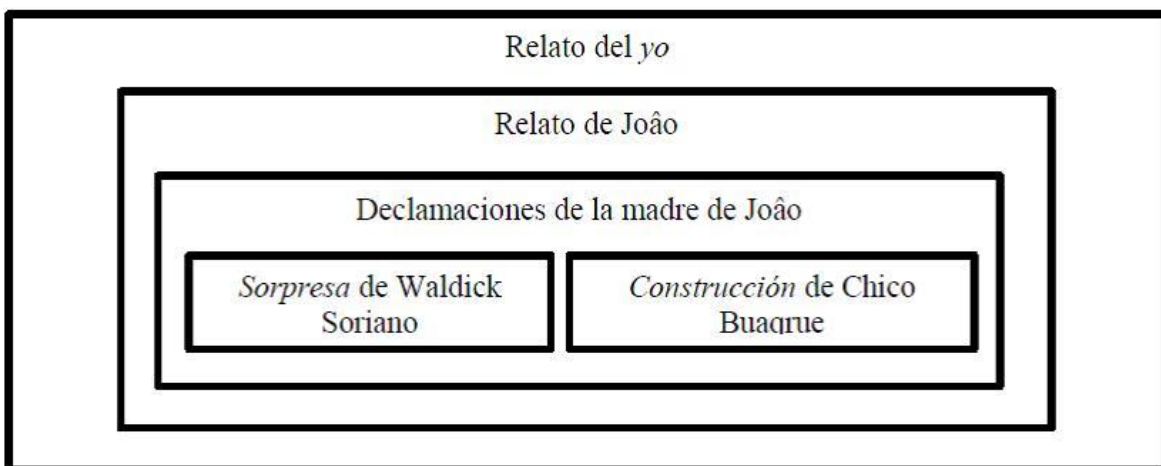 Relato del yo
Relato de Joâo
Declamaciones de la madre de Joâo
Sorpresa de Waldick
Soriano
Construcción de Chico
Buaqrue